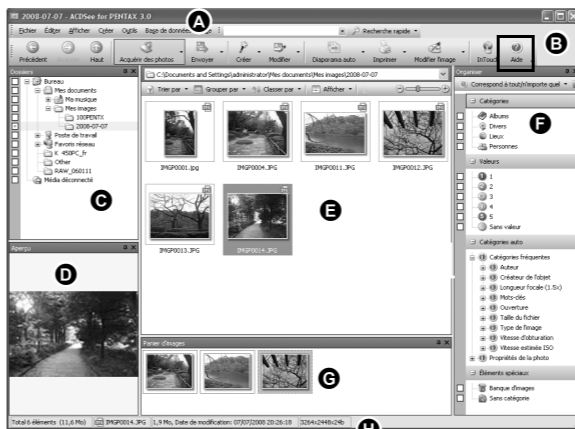 2008-07-07 - ACDSee for PENTAX 3.0
Fichier Éditer Afficher Créer Outils Base de données
A
Recherche rapide
B
Précédent
Haut
Acquérir des photos
Envoyer
Créer
Modifier
Diaporama auto
Imprimer
Modifier l'image
InTouch
Aide
Dossiers
Bureau
Mes documents
Ma musique
Mes images
100PENTX
2008-07-07
Poste de travail
Favoris réseau
K 450PC_fr
Other
RAW_060111
Média déconnecté
C
Aperçu
D
C:\Documents and Settings\administrator\Mes documents\Mes images\2008-07-07
Trier par
Grouper par
Classer par
Afficher
IMGP0001.jpg
IMGP0004.JPG
IMGP0011.JPG
IMGP0012.JPG
IMGP0013.JPG
IMGP0014.JPG
E
Panier d'images
G
Organiser
Correspond à tout/n'importe quel
Catégories
Albums
Divers
Lieux
Personnes
F
Valeurs
1
2
3
4
5
Sans valeur
Catégories auto
Catégories fréquentes
Auteur
Créateur de l'objet
Longueur focale (1.5x)
Mots-clés
Ouverture
Taille du fichier
Type de l'image
Vitesse d'obturation
Vitesse estimée ISO
Propriétés de la photo
Éléments spéciaux
Banque d'images
Sans catégorie
Total 6 éléments (11,6 Mo)
IMGP0014.JPG
1,9 Mo, Date de modification: 07/07/2008 20:26:18
3264x2448x24b
H